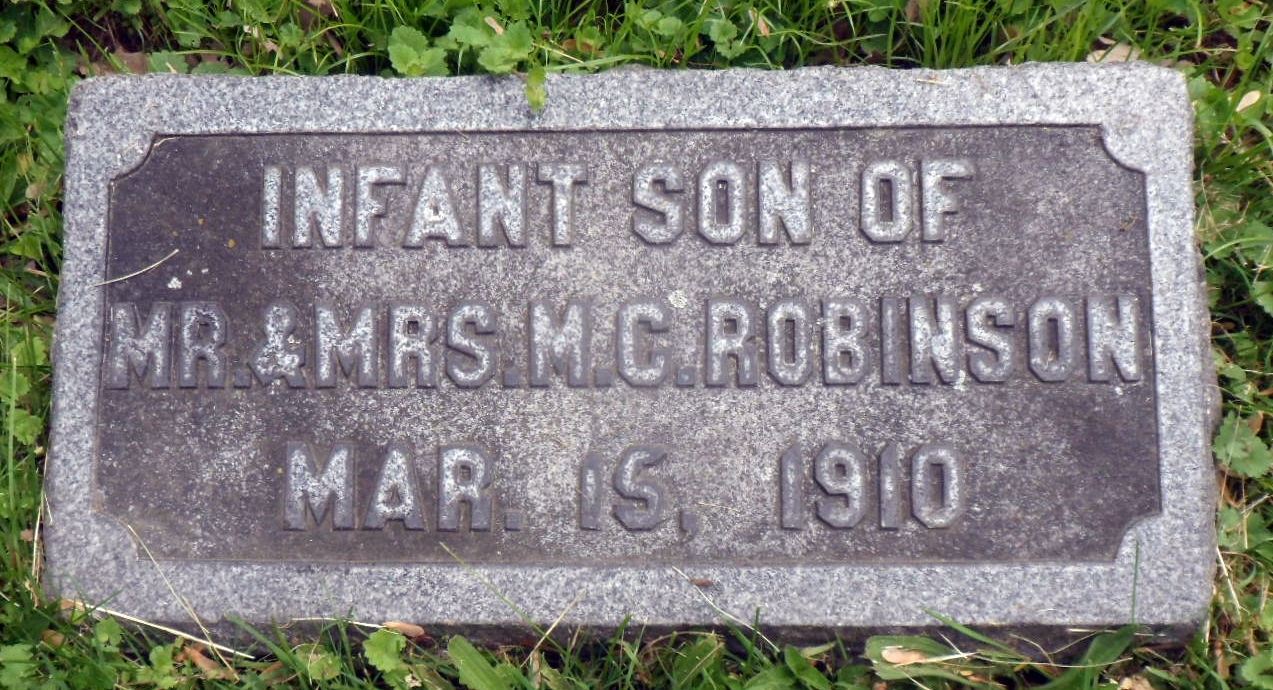 INFANT SON OF
MR.&MRS.M.C.ROBINSON
MAR. 15, 1910